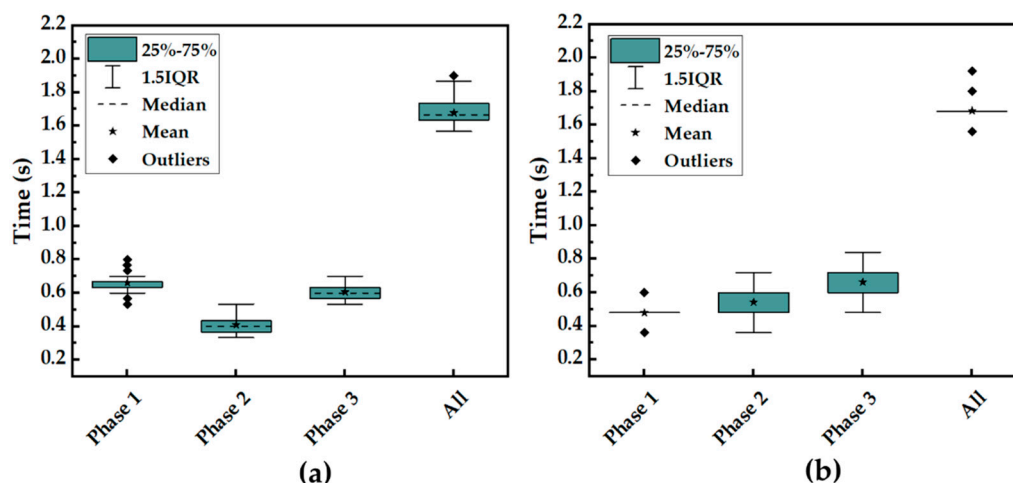 2.2
2.0
1.8
1.6
1.4
1.2
1.0
0.8
0.6
0.4
0.2
Time (s)
25%-75%
1.5IQR
Median
Mean
Outliers
Phase 1
Phase 2
Phase 3
All
(a)
2.2
2.0
1.8
1.6
1.4
1.2
1.0
0.8
0.6
0.4
0.2
Time (s)
25%-75%
1.5IQR
Median
Mean
Outliers
Phase 1
Phase 2
Phase 3
All
(b)